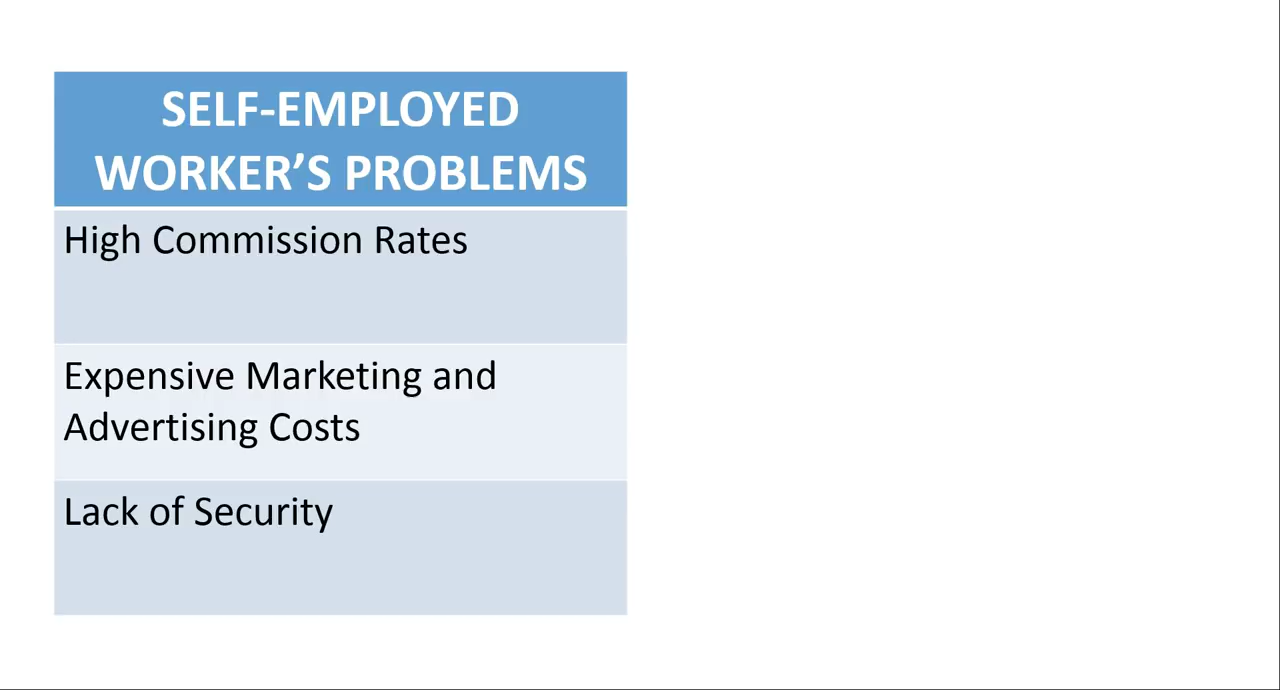 SELF-EMPLOYED
WORKER’S PROBLEMS
High Commission Rates
Expensive Marketing and
Advertising Costs
Lack of Security